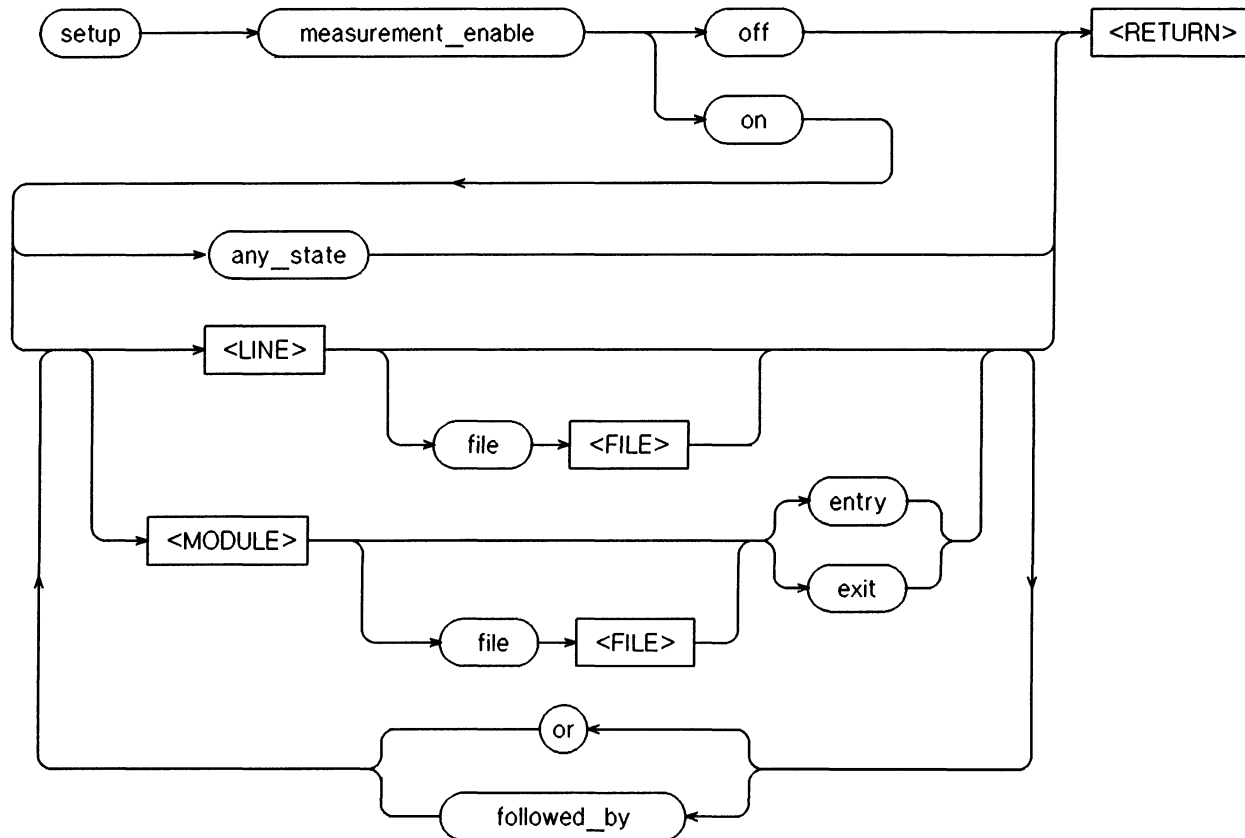 setup
measurement_enable
off
<RETURN>
on
any_state
<LINE>
file
<FILE>
<MODULE>
entry
exit
file
<FILE>
or
followed_by